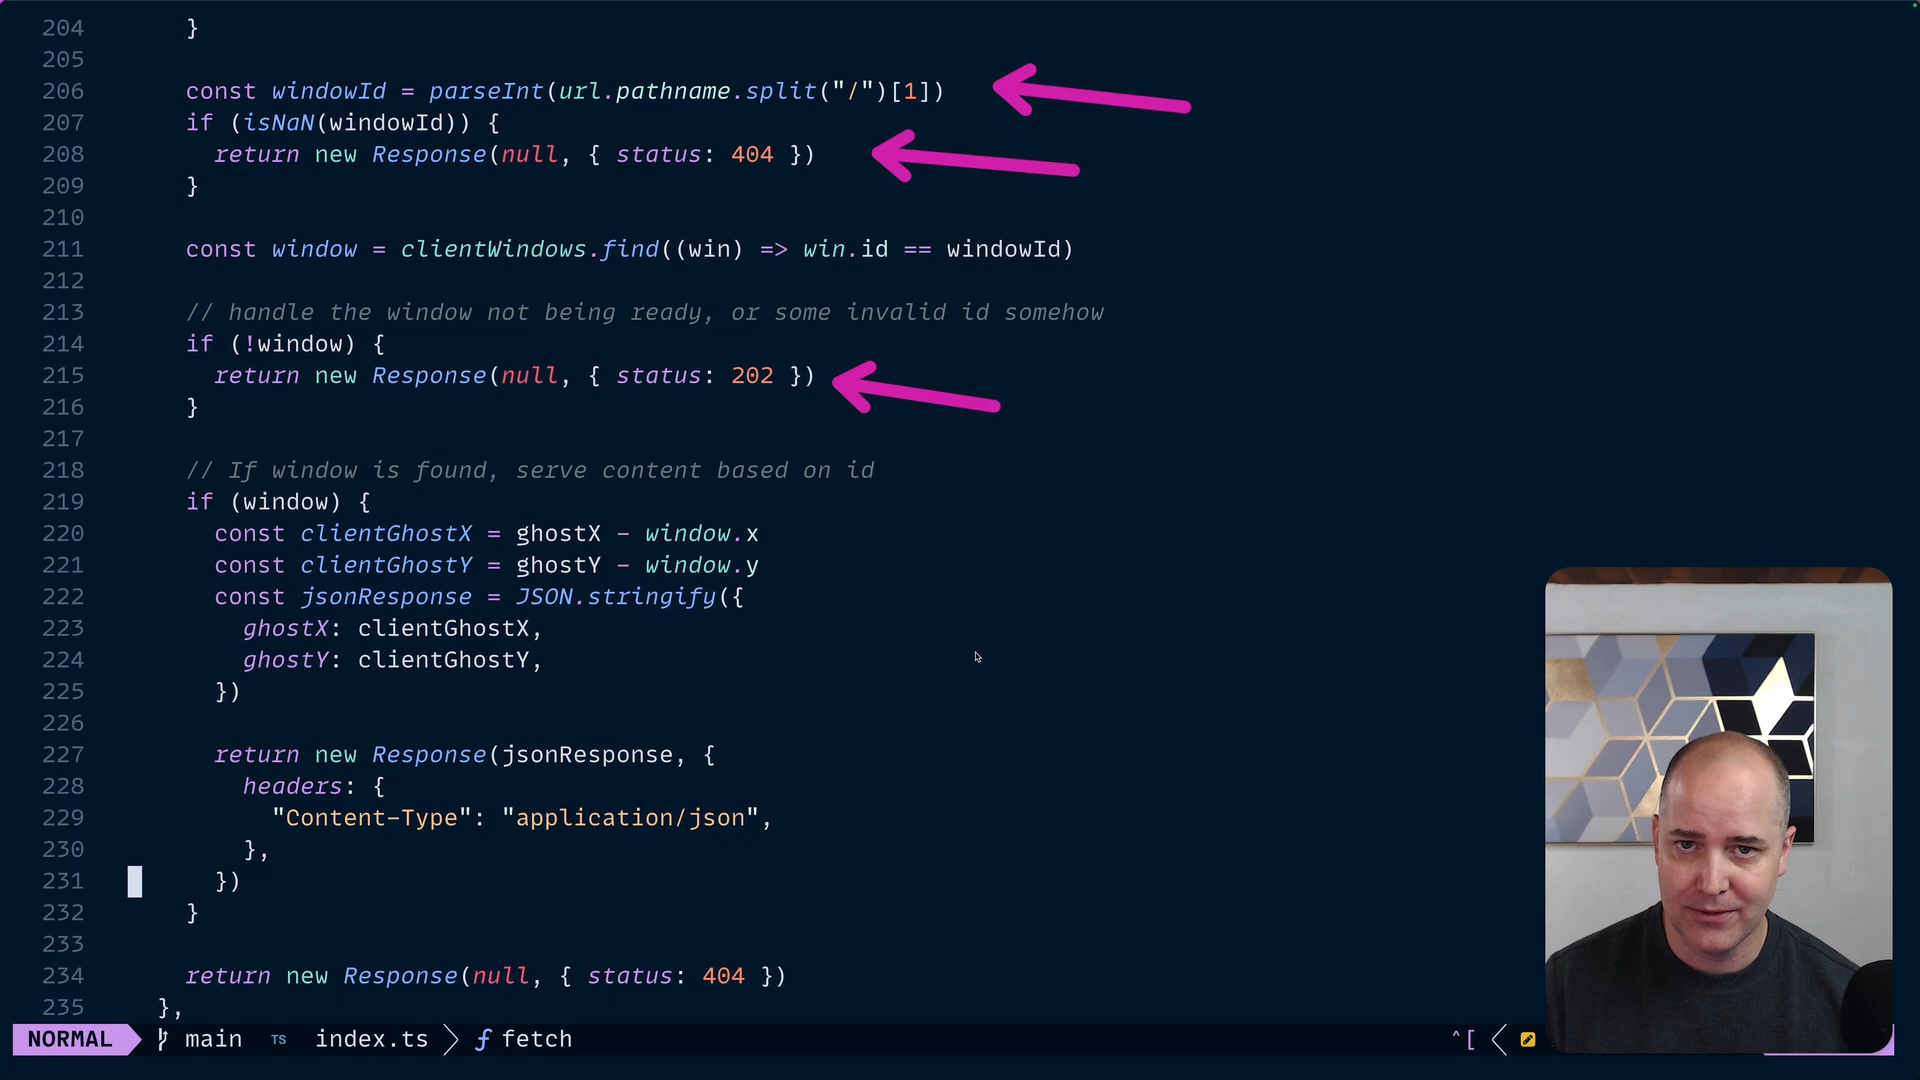 204 }
205
206 const windowId = parseInt(url.pathname.split("/")[1])
207 if (isNaN(windowId)) {
208 return new Response(null, { status: 404 })
209 }
210
211 const window = clientWindows.find((win) => win.id == windowId)
212
213 // handle the window not being ready, or some invalid id somehow
214 if (!window) {
215 return new Response(null, { status: 202 })
216 }
217
218 // If window is found, serve content based on id
219 if (window) {
220 const clientGhostX = ghostX - window.x
221 const clientGhostY = ghostY - window.y
222 const jsonResponse = JSON.stringify({
223 ghostX: clientGhostX,
224 ghostY: clientGhostY,
225 })
226
227 return new Response(jsonResponse, {
228 headers: {
229 "Content-Type": "application/json",
230 },
231 })
232 }
233
234 return new Response(null, { status: 404 })
235 },
NORMAL main TS index.ts fetch ^[